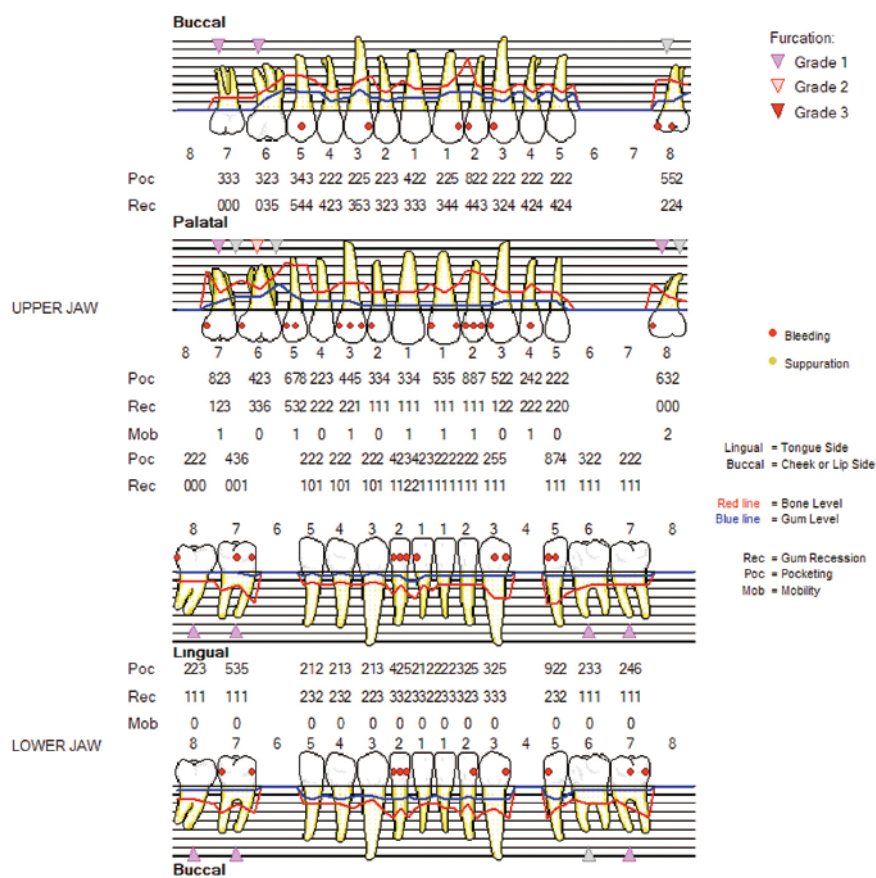 Buccal
Furcation:
Grade 1
Grade 2
Grade 3
8 7 6 5 4 3 2 1 1 2 3 4 5 6 7 8
Poc 333 323 343 222 225 223 422 225 822 222 222 222 552
Rec 000 035 544 423 353 323 333 344 443 324 424 424 224
Palatal
UPPER JAW
Bleeding
Suppuration
8 7 6 5 4 3 2 1 1 2 3 4 5 6 7 8
Poc 823 423 678 223 445 334 334 535 887 522 242 222 632
Rec 123 336 532 222 221 111 111 111 111 122 222 220 000
Mob 1 0 1 0 1 0 1 1 1 0 1 0 2
Poc 222 436 222 222 222 423423222222 255 874 322 222
Rec 000 001 101 101 101 112211111111 111 111 111 111
Lingual = Tongue Side
Buccal = Cheek or Lip Side
Red line = Bone Level
Blue line = Gum Level
Rec = Gum Recession
Poc = Pocketing
Mob = Mobility
8 7 6 5 4 3 2 1 1 2 3 4 5 6 7 8
Lingual
Poc 223 535 212 213 213 425212222325 325 922 233 246
Rec 111 111 232 232 223 332332233323 333 232 111 111
Mob 0 0 0 0 0 0 0 0 0 0 0 0 0
LOWER JAW
8 7 6 5 4 3 2 1 1 2 3 4 5 6 7 8
Buccal